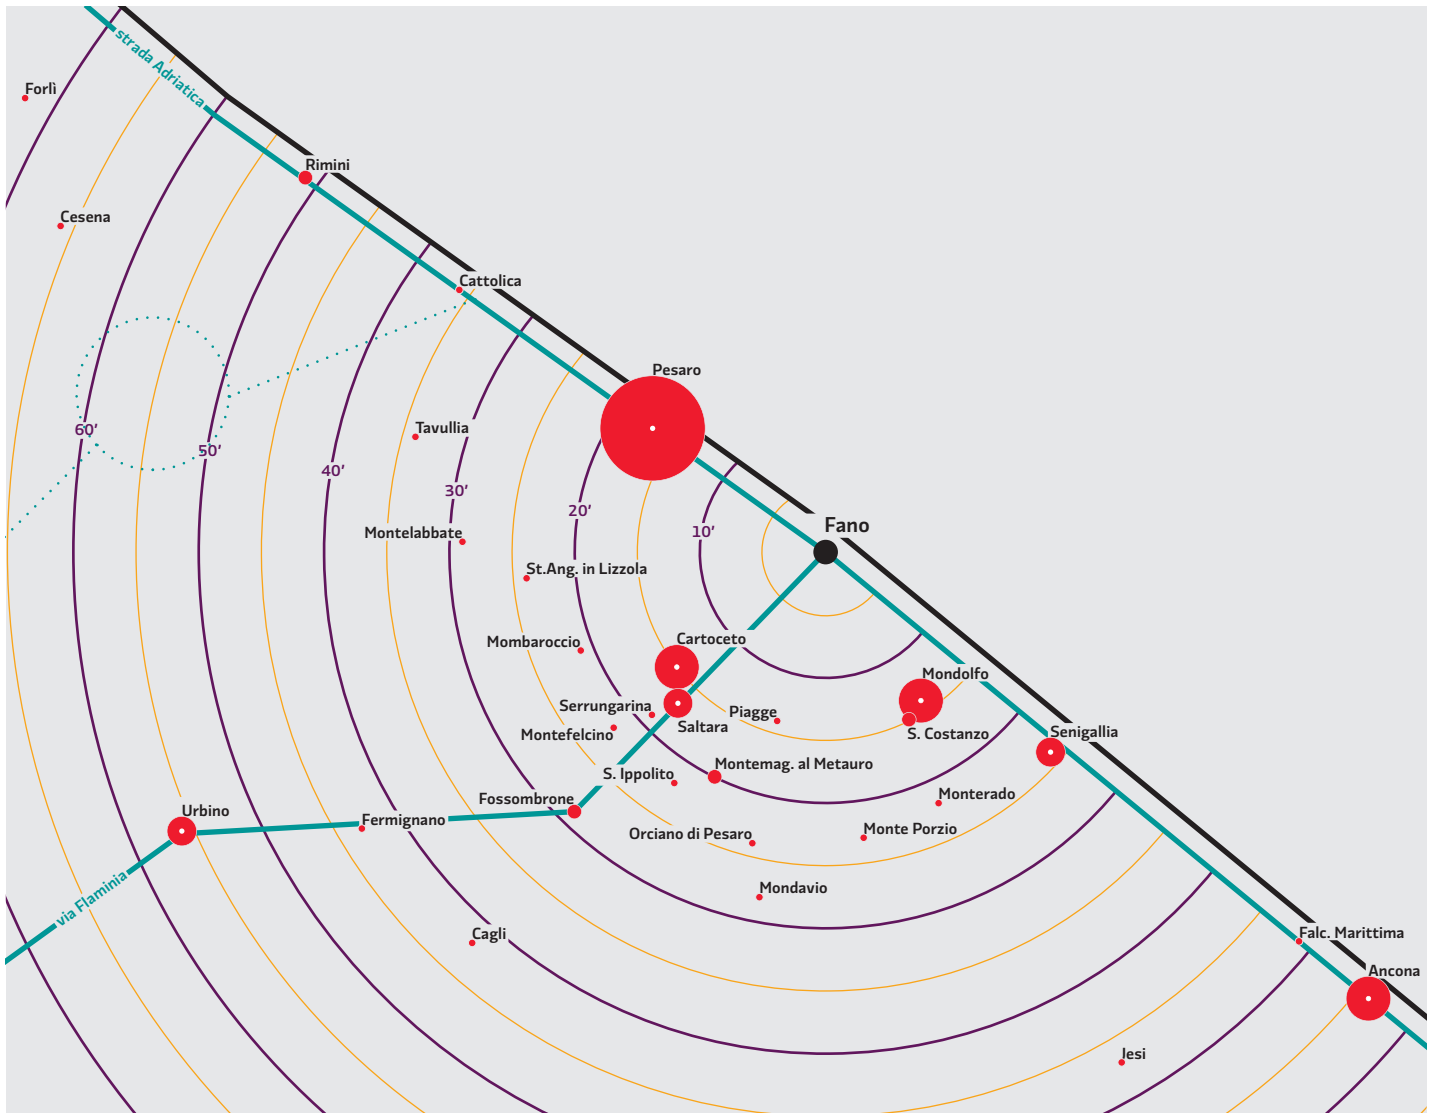 strada Adriatica
Forlì
Rimini
Cesena
Cattolica
Pesaro
Tavullia
60’
50’
40’
30’
20’
10’
Fano
Montelabbate
St.Ang. in Lizzola
Mombaroccio
Cartoceto
Mondolfo
Serrungarina
Piagge
Saltara
Montefelcino
S. Costanzo
Senigallia
Montemag. al Metauro
S. Ippolito
Monterado
Fossombrone
Urbino
Fermignano
Orciano di Pesaro
Monte Porzio
Mondavio
via Flaminia
Cagli
Falc. Marittima
Ancona
Iesi